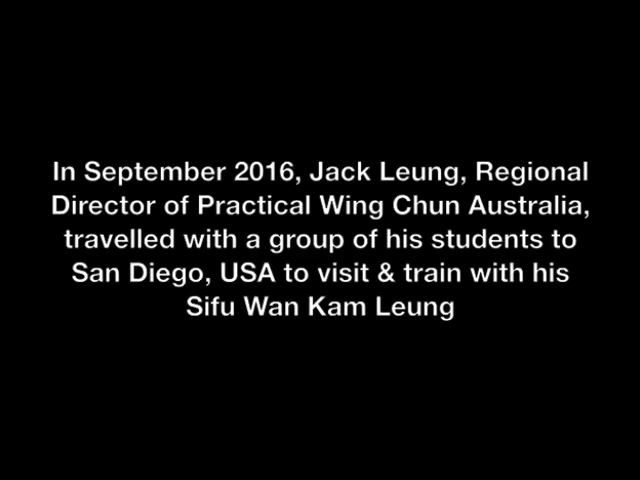 In September 2016, Jack Leung, Regional
Director of Practical Wing Chun Australia,
travelled with a group of his students to
San Diego, USA to visit & train with his
Sifu Wan Kam Leung